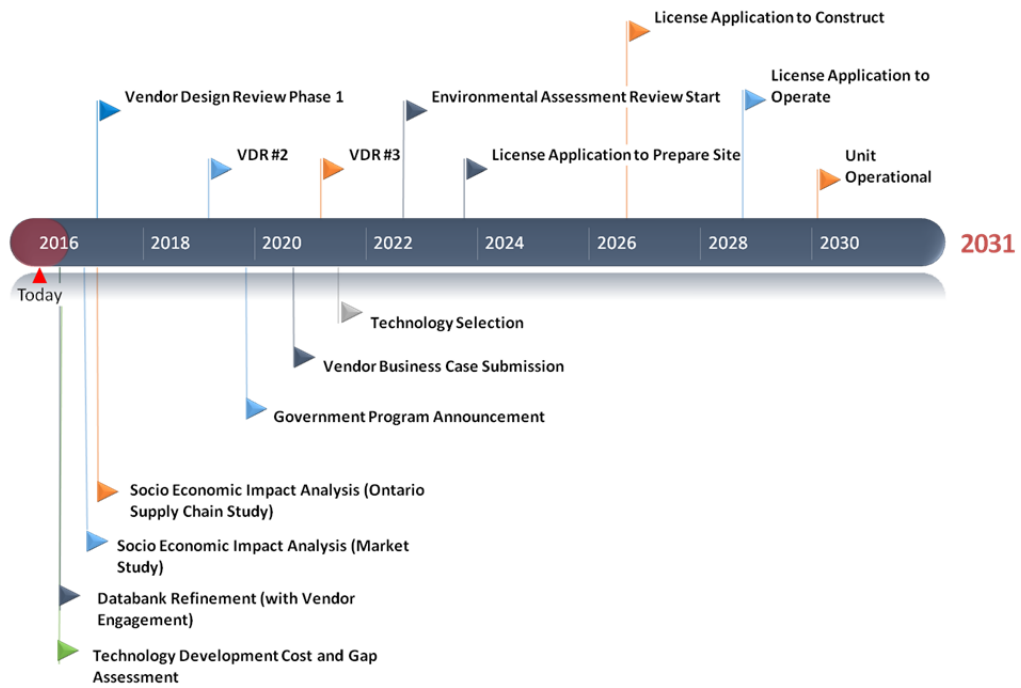 License Application to Construct
License Application to
Operate
Vendor Design Review Phase 1
Environmental Assessment Review Start
VDR #2
VDR #3
License Application to Prepare Site
Unit
Operational
2016
2018
2020
2022
2024
2026
2028
2030
2031
Today
Technology Selection
Vendor Business Case Submission
Government Program Announcement
Socio Economic Impact Analysis (Ontario
Supply Chain Study)
Socio Economic Impact Analysis (Market
Study)
Databank Refinement (with Vendor
Engagement)
Technology Development Cost and Gap
Assessment